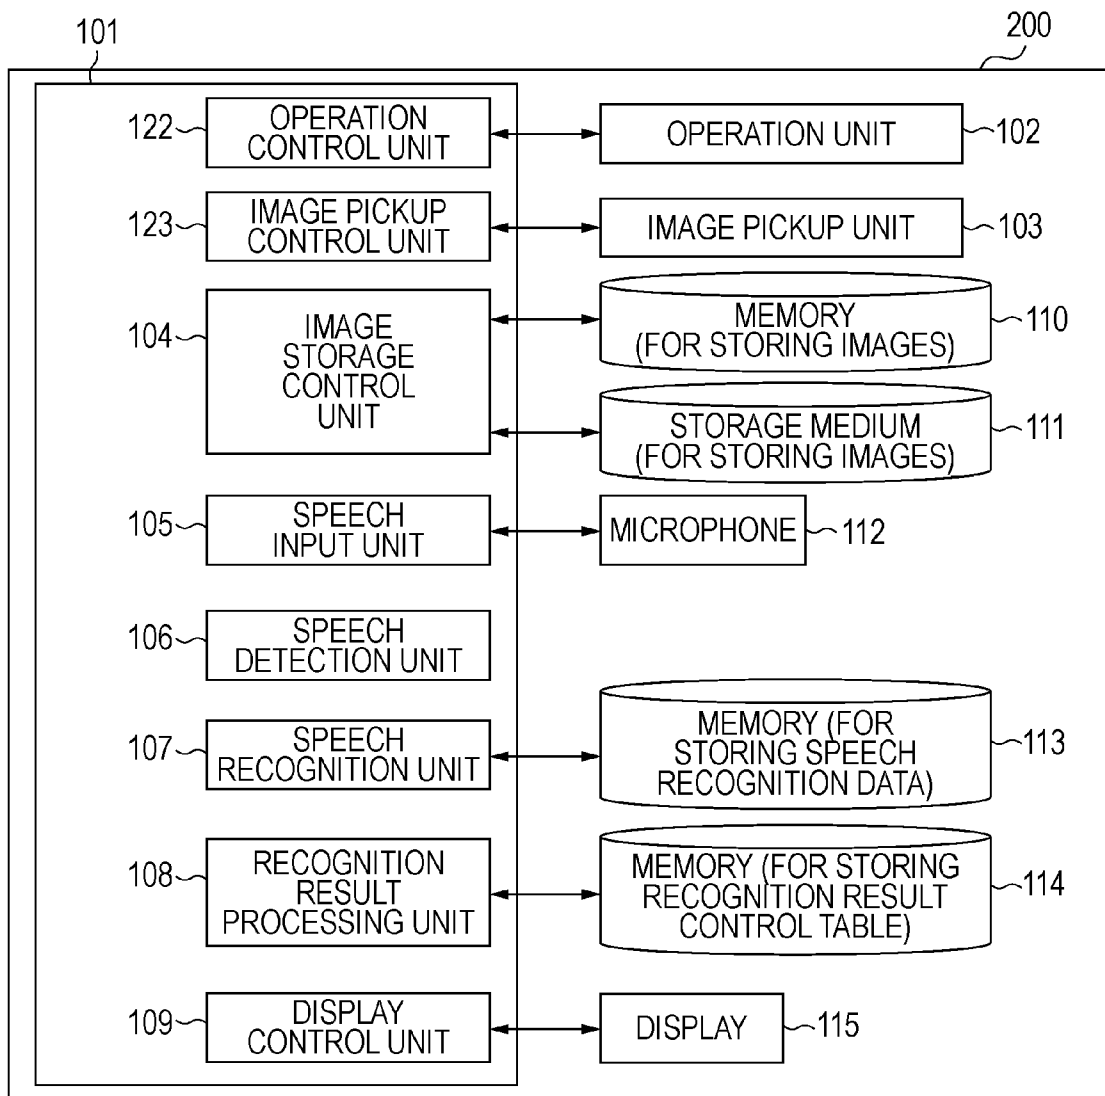 101
200
122
OPERATION
CONTROL UNIT
OPERATION UNIT
102
123
IMAGE PICKUP
CONTROL UNIT
IMAGE PICKUP UNIT
103
104
IMAGE
STORAGE
CONTROL
UNIT
MEMORY
(FOR STORING IMAGES)
110
STORAGE MEDIUM
(FOR STORING IMAGES)
111
105
SPEECH
INPUT UNIT
MICROPHONE
112
106
SPEECH
DETECTION UNIT
107
SPEECH
RECOGNITION UNIT
MEMORY (FOR
STORING SPEECH
RECOGNITION DATA)
113
108
RECOGNITION
RESULT
PROCESSING UNIT
MEMORY (FOR STORING
RECOGNITION RESULT
CONTROL TABLE)
114
109
DISPLAY
CONTROL UNIT
DISPLAY
115